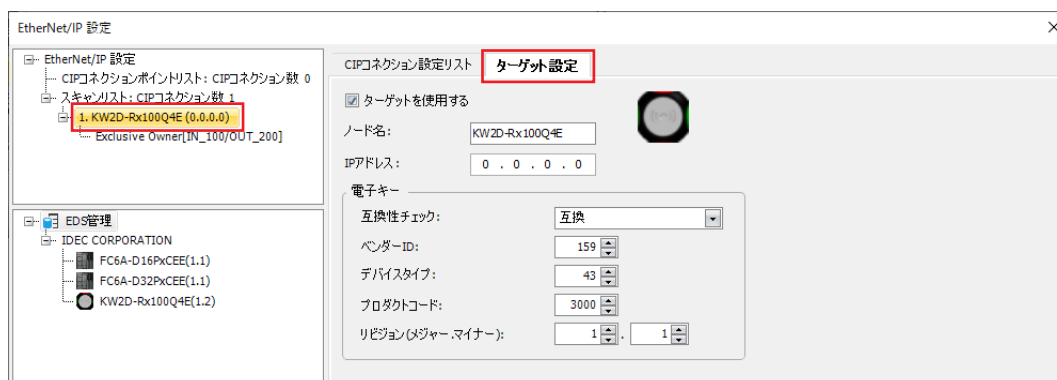 EtherNet/IP 設定
EtherNet/IP 設定
CIPコネクションポイントリスト: CIPコネクション数 0
スキャンリスト: CIPコネクション数 1
1. KW2D-Rx100Q4E (0.0.0.0)
Exclusive Owner[IN_100/OUT_200]
EDS管理
IDEC CORPORATION
FC6A-D16PxCEE(1.1)
FC6A-D32PxCEE(1.1)
KW2D-Rx100Q4E(1.2)
CIPコネクション設定リスト ターゲット設定
ターゲットを使用する
ノード名: KW2D-Rx100Q4E
IPアドレス: 0 . 0 . 0 . 0
電子キー
互換性チェック: 互換
ベンダーID: 159
デバイスタイプ: 43
プロダクトコード: 3000
リビジョン(メジャー.マイナー): 1 . 1